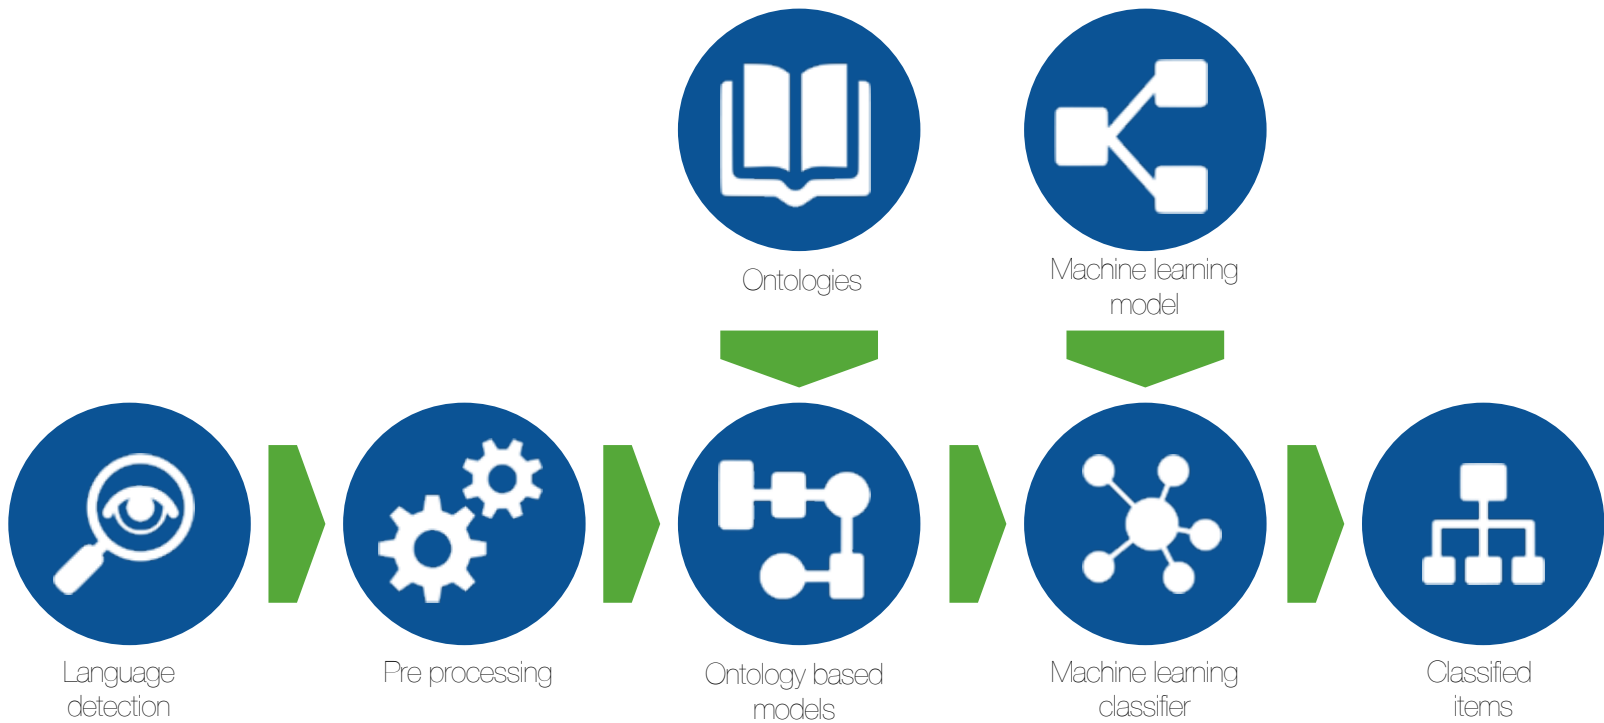 Ontologies
Machine learning
model
Language
detection
Pre processing
Ontology based
models
Machine learning
classifier
Classified
items